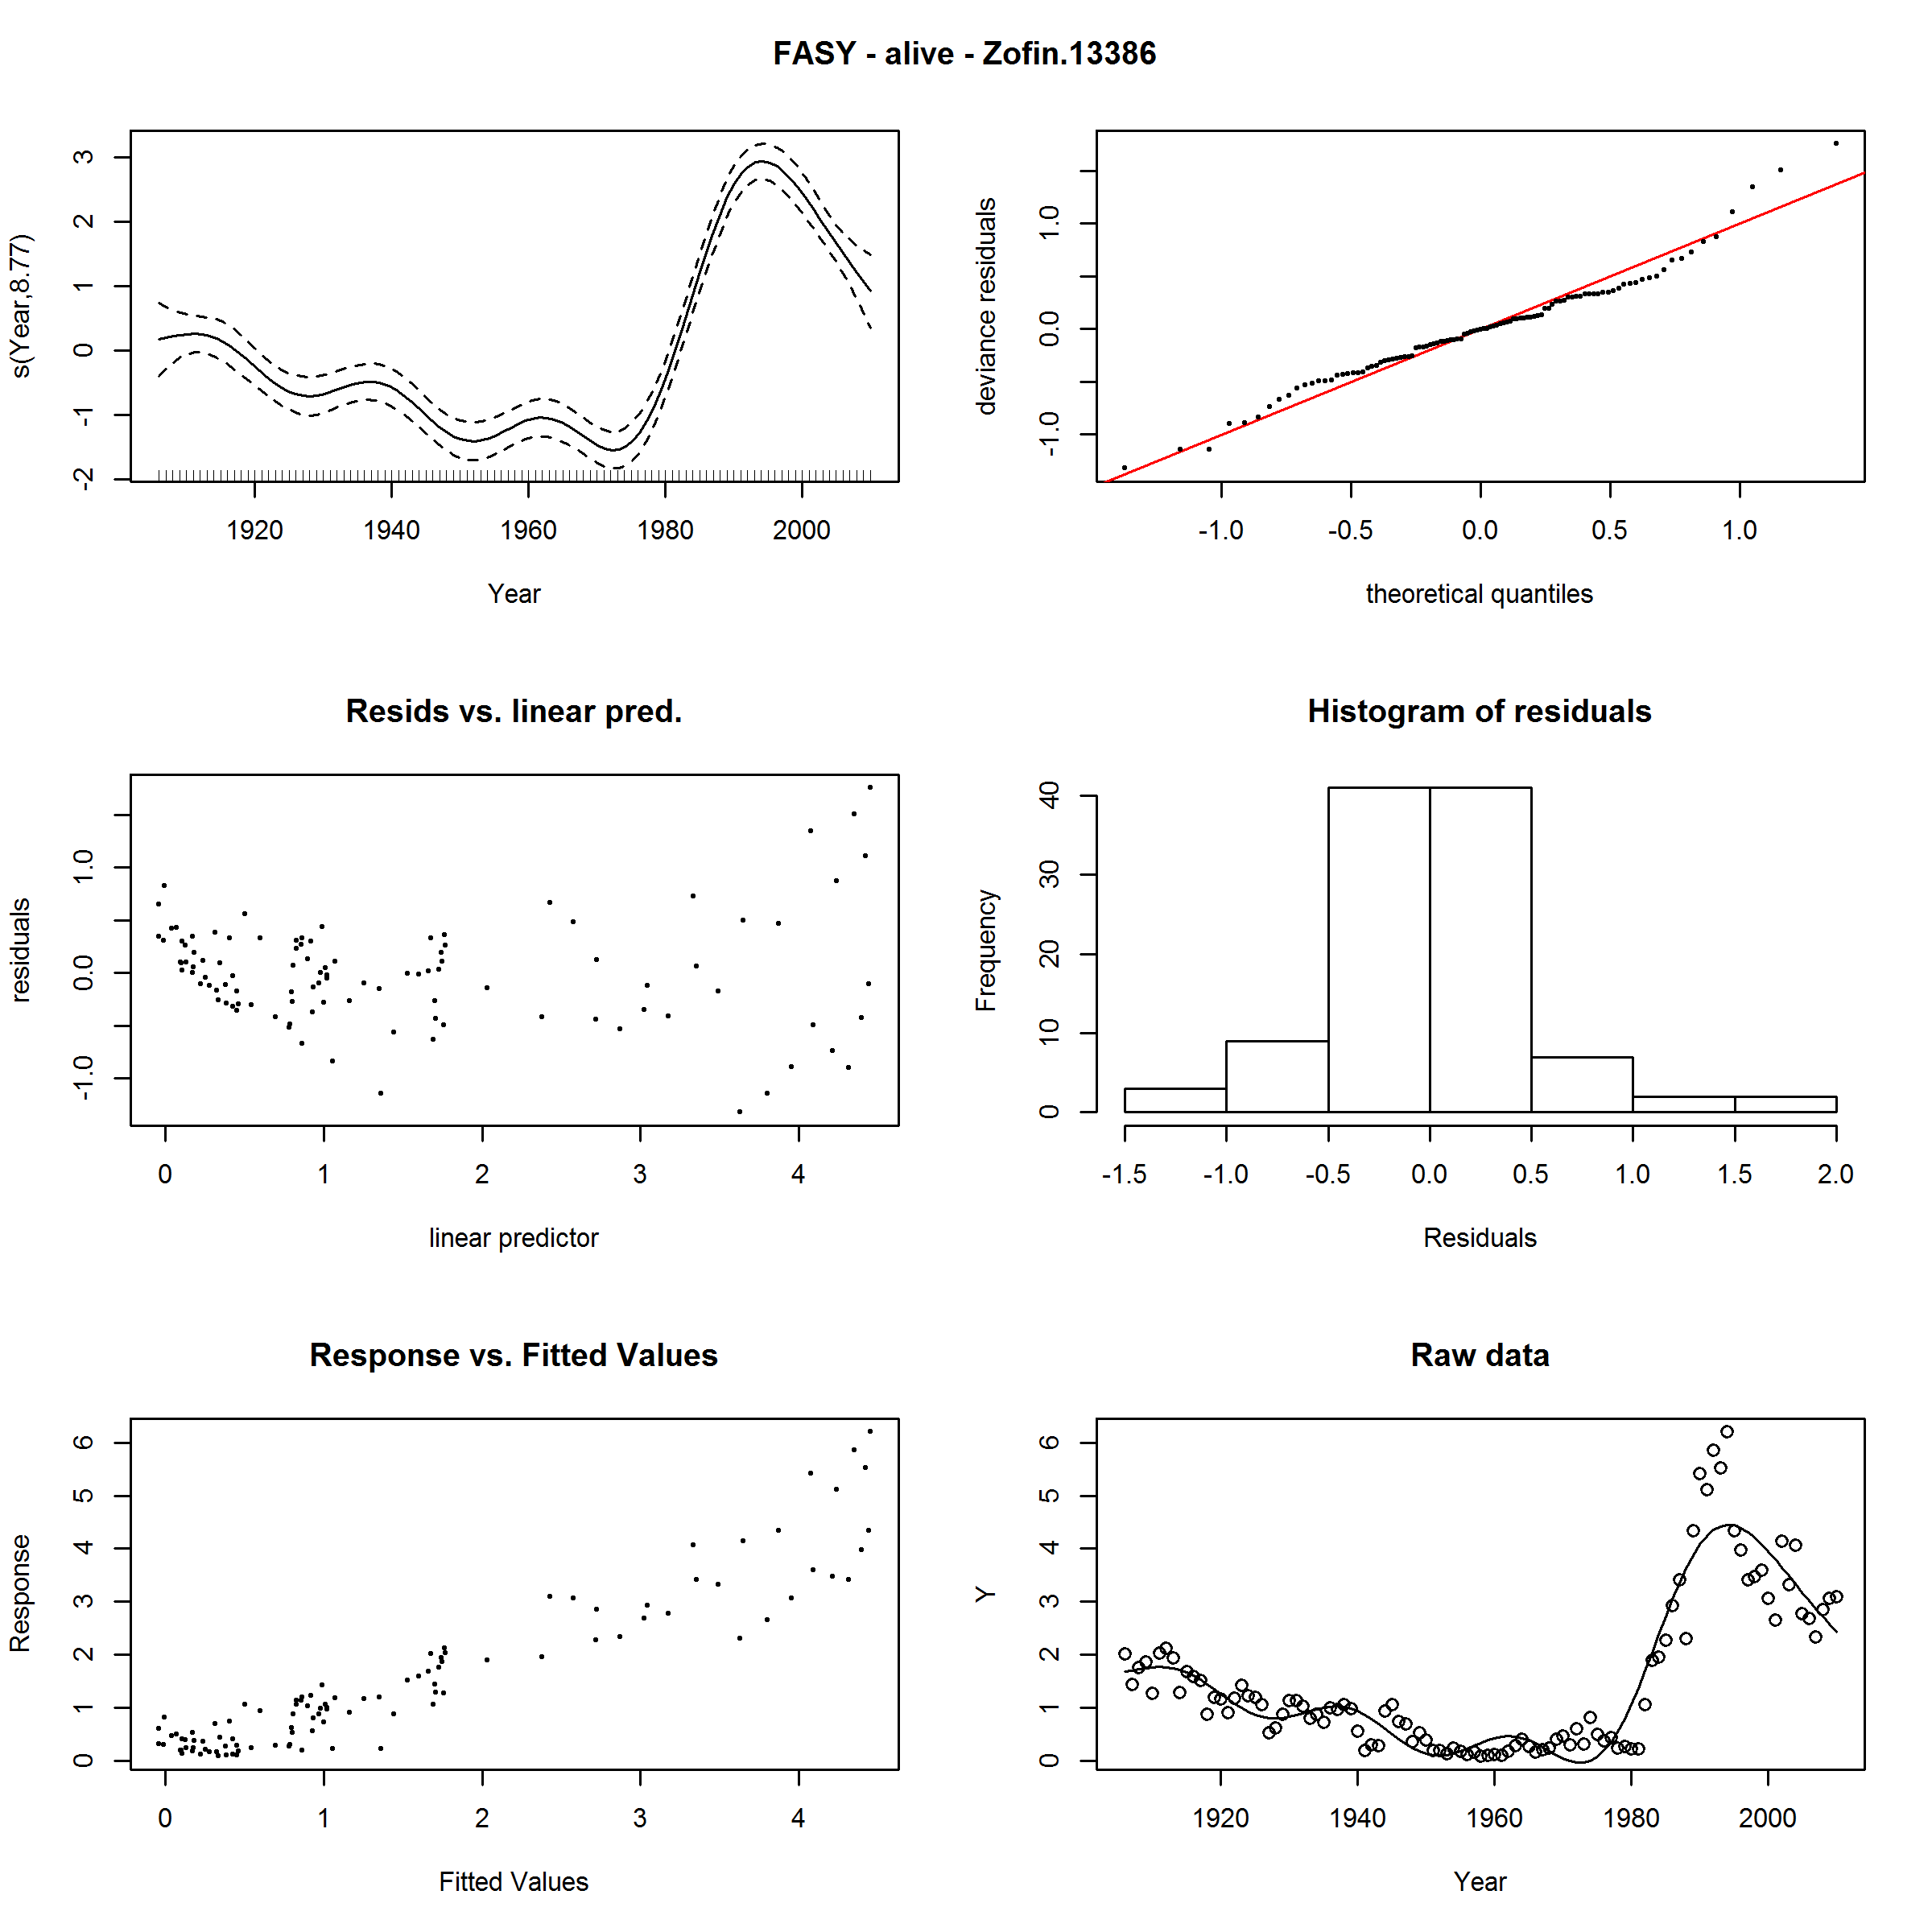 FASY - alive - Zofin.13386
s(Year,8.77)
-2 -1 0 1 2 3
1920 1940 1960 1980 2000
Year
deviance residuals
-1.0 0.0 1.0
-1.0 -0.5 0.0 0.5 1.0
theoretical quantiles
Resids vs. linear pred.
residuals
-1.0 0.0 1.0
0 1 2 3 4
linear predictor
Histogram of residuals
Frequency
0 10 20 30 40
-1.5 -1.0 -0.5 0.0 0.5 1.0 1.5 2.0
Residuals
Response vs. Fitted Values
Response
0 1 2 3 4 5 6
0 1 2 3 4
Fitted Values
Raw data
Y
0 1 2 3 4 5 6
1920 1940 1960 1980 2000
Year